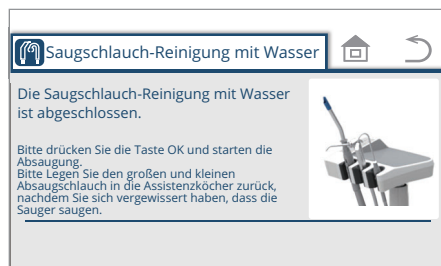 Saugschlauch-Reinigung mit Wasser
Die Saugschlauch-Reinigung mit Wasser
ist abgeschlossen.
Bitte drücken Sie die Taste OK und starten die
Absaugung.
Bitte Legen Sie den großen und kleinen
Absaugschlauch in die Assistenzköcher zurück,
nachdem Sie sich vergewissert haben, dass die
Sauger saugen.